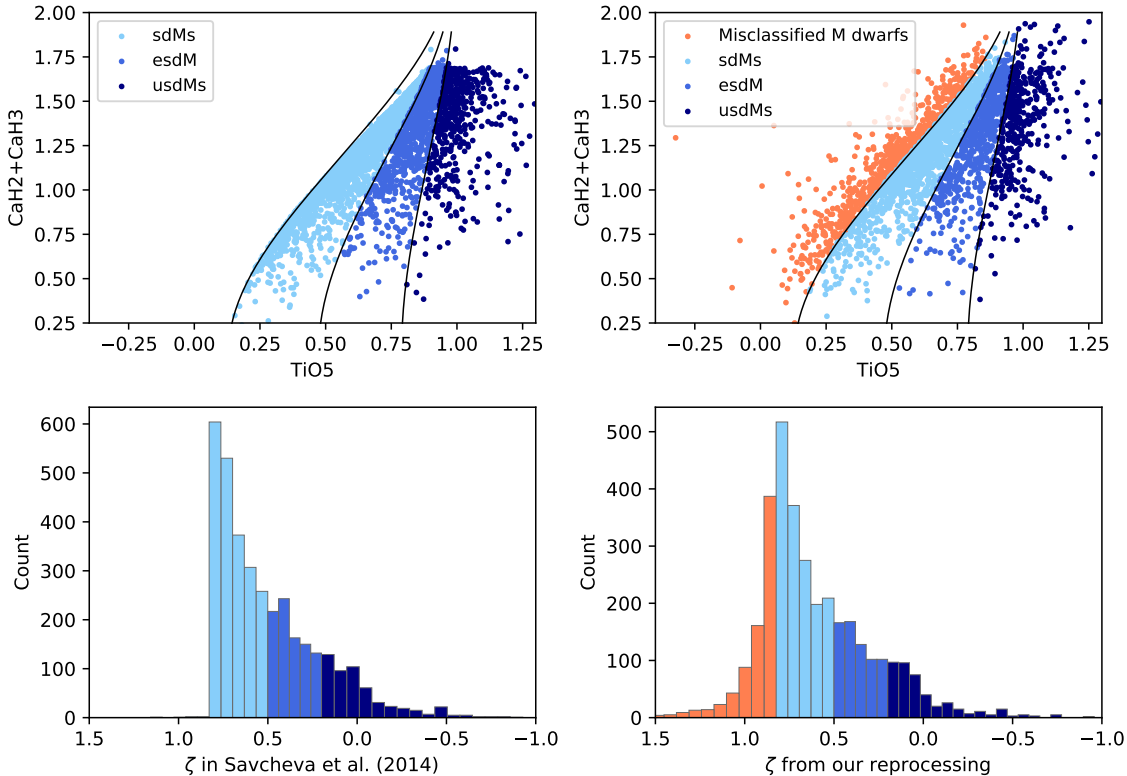 2.00
1.75
1.50
1.25
1.00
0.75
0.50
0.25
CaH2+CaH3
sdMs
esdM
usdMs
−0.25 0.00 0.25 0.50 0.75 1.00 1.25
TiO5
2.00
1.75
1.50
1.25
1.00
0.75
0.50
0.25
CaH2+CaH3
Misclassified M dwarfs
sdMs
esdM
usdMs
−0.25 0.00 0.25 0.50 0.75 1.00 1.25
TiO5
600
500
400
300
200
100
0
Count
1.5 1.0 0.5 0.0 −0.5 −1.0
ζ in Savcheva et al. (2014)
500
400
300
200
100
0
Count
1.5 1.0 0.5 0.0 −0.5 −1.0
ζ from our reprocessing